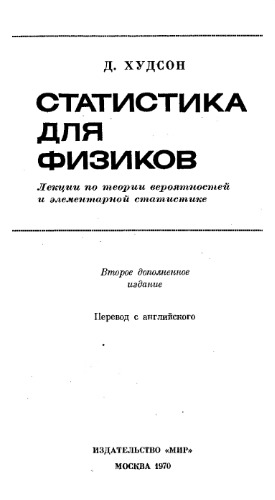 Д. ХУДСОН
СТАТИСТИКА
ДЛЯ
ФИЗИКОВ
Лекции по теории вероятностей
и элементарной статистике
Второе дополненное
издание
Перевод с английского
ИЗДАТЕЛЬСТВО «МИР»
МОСКВА 1970